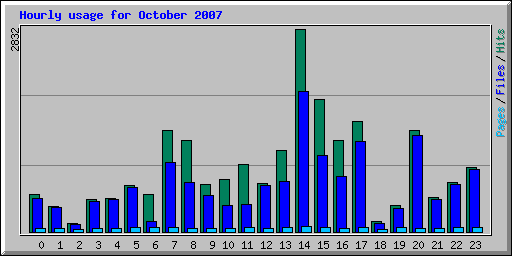 Hourly usage for October 2007
2832
Pages / Files / Hits
0 1 2 3 4 5 6 7 8 9 10 11 12 13 14 15 16 17 18 19 20 21 22 23